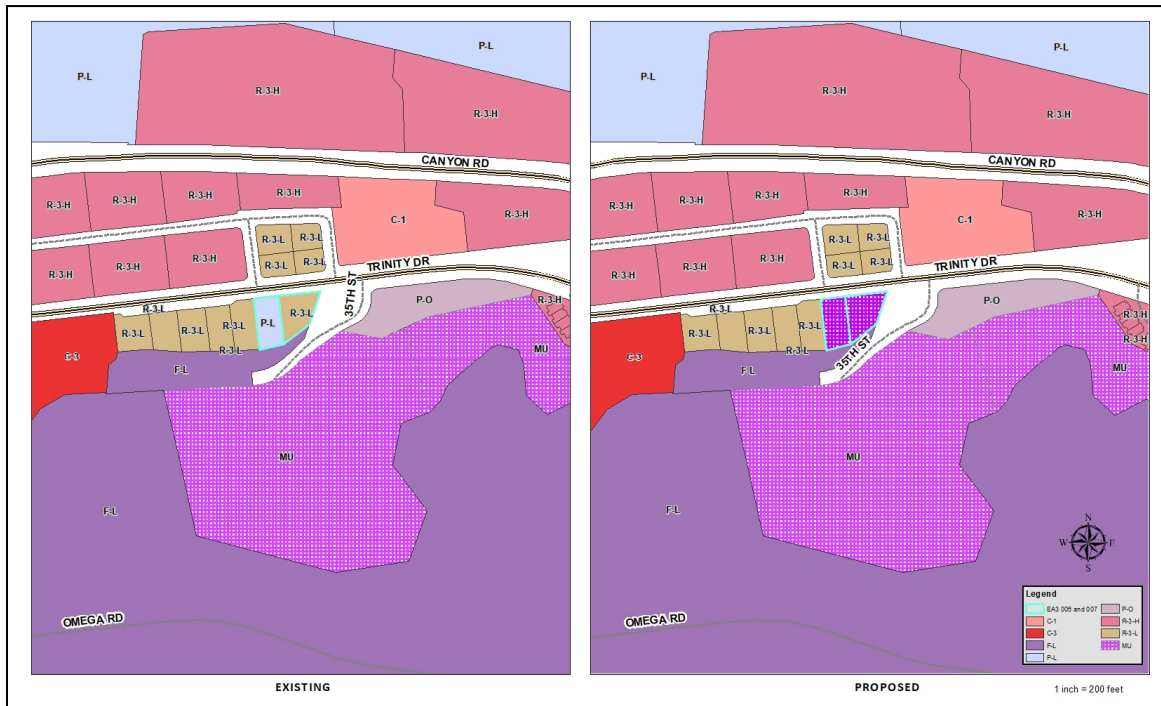 P-L
P-L
R-3-H
R-3-H
CANYON RD
R-3-H
R-3-H
R-3-H
R-3-H
C-1
R-3-H
R-3-L
R-3-L
R-3-L
R-3-L
R-3-H
R-3-H
R-3-H
TRINITY DR
35TH ST
P-O
R-3-H
R-3-L
R-3-L
R-3-L
R-3-L
P-L
R-3-L
R-3-L
C-3
F-L
MU
MU
F-L
OMEGA RD
EXISTING
P-L
P-L
R-3-H
R-3-H
CANYON RD
R-3-H
R-3-H
R-3-H
R-3-H
C-1
R-3-H
R-3-L
R-3-L
R-3-L
R-3-L
R-3-H
R-3-H
R-3-H
TRINITY DR
P-O
R-3-H
R-3-H
R-3-H
R-3-L
R-3-L
R-3-L
R-3-L
R-3-L
35TH ST
C-3
F-L
MU
MU
F-L
N
W
E
S
OMEGA RD
Legend
EA3 006 and 007
C-1
C-3
F-L
P-L
P-O
R-3-H
R-3-L
MU
PROPOSED
1 inch = 200 feet